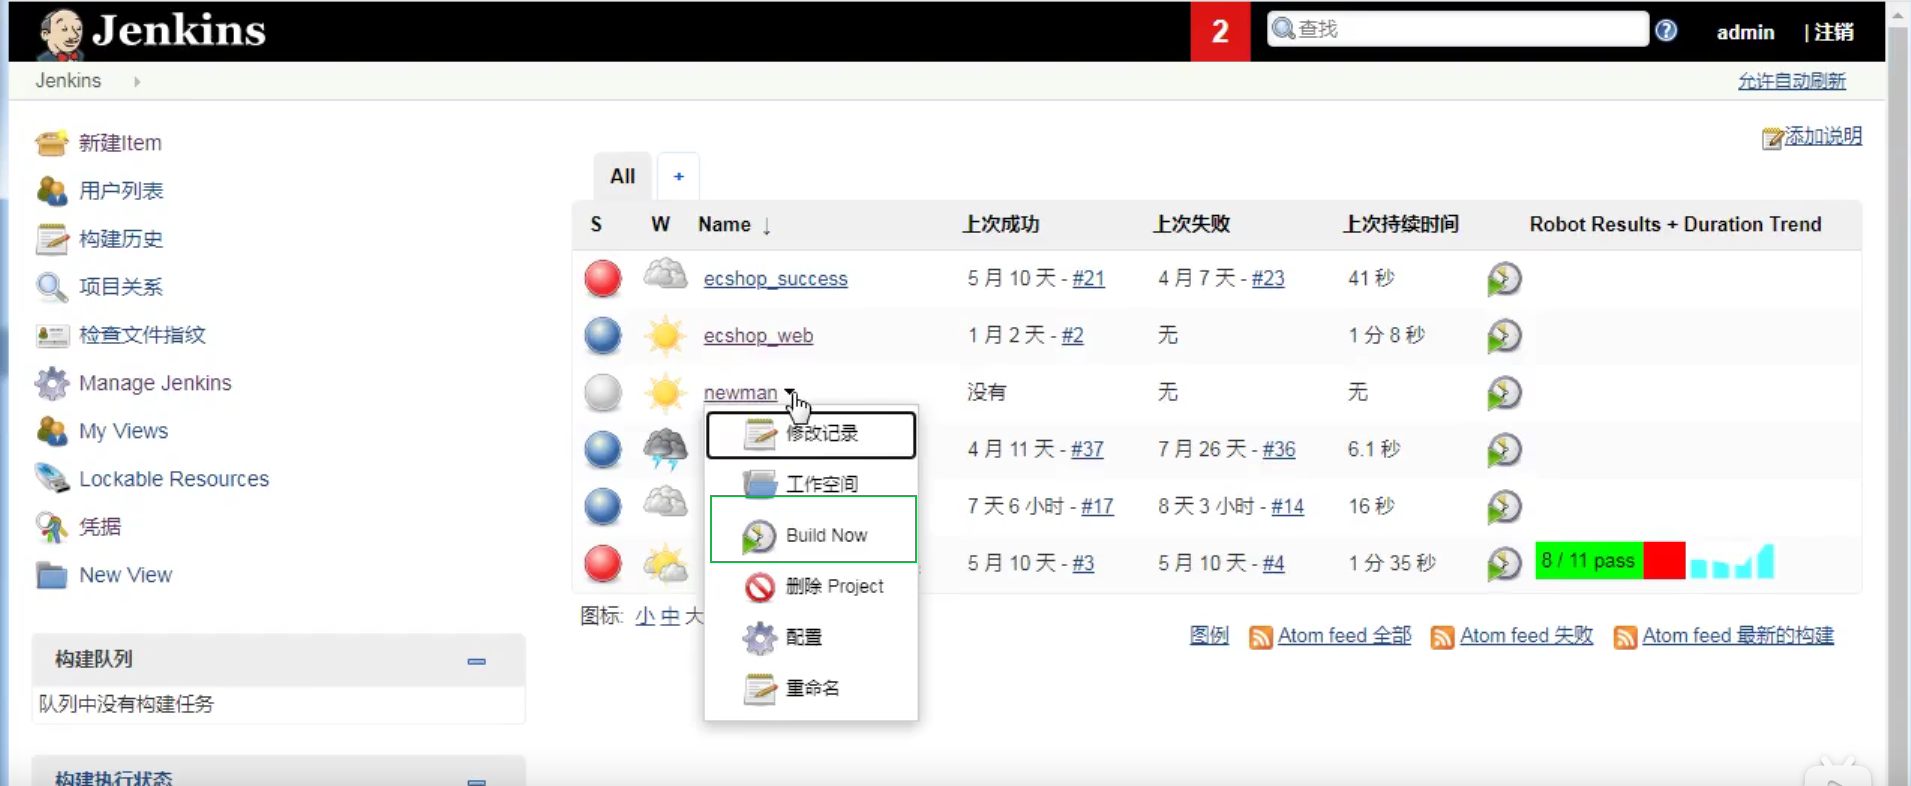 Jenkins
2
查找
admin
| 注销
Jenkins
允许自动刷新
新建Item
用户列表
构建历史
项目关系
检查文件指纹
Manage Jenkins
My Views
Lockable Resources
凭据
New View
构建队列
队列中没有构建任务
构建执行状态
添加说明
All
+
S W Name ↓ 上次成功 上次失败 上次持续时间 Robot Results + Duration Trend
ecshop_success 5 月 10 天 - #21 4 月 7 天 - #23 41 秒
ecshop_web 1 月 2 天 - #2 无 1 分 8 秒
newman 没有 无 无
4 月 11 天 - #37 7 月 26 天 - #36 6.1 秒
7 天 6 小时 - #17 8 天 3 小时 - #14 16 秒
5 月 10 天 - #3 5 月 10 天 - #4 1 分 35 秒 8 / 11 pass
修改记录
工作空间
Build Now
删除 Project
配置
重命名
图标: 小 中 大
图例 Atom feed 全部 Atom feed 失败 Atom feed 最新的构建